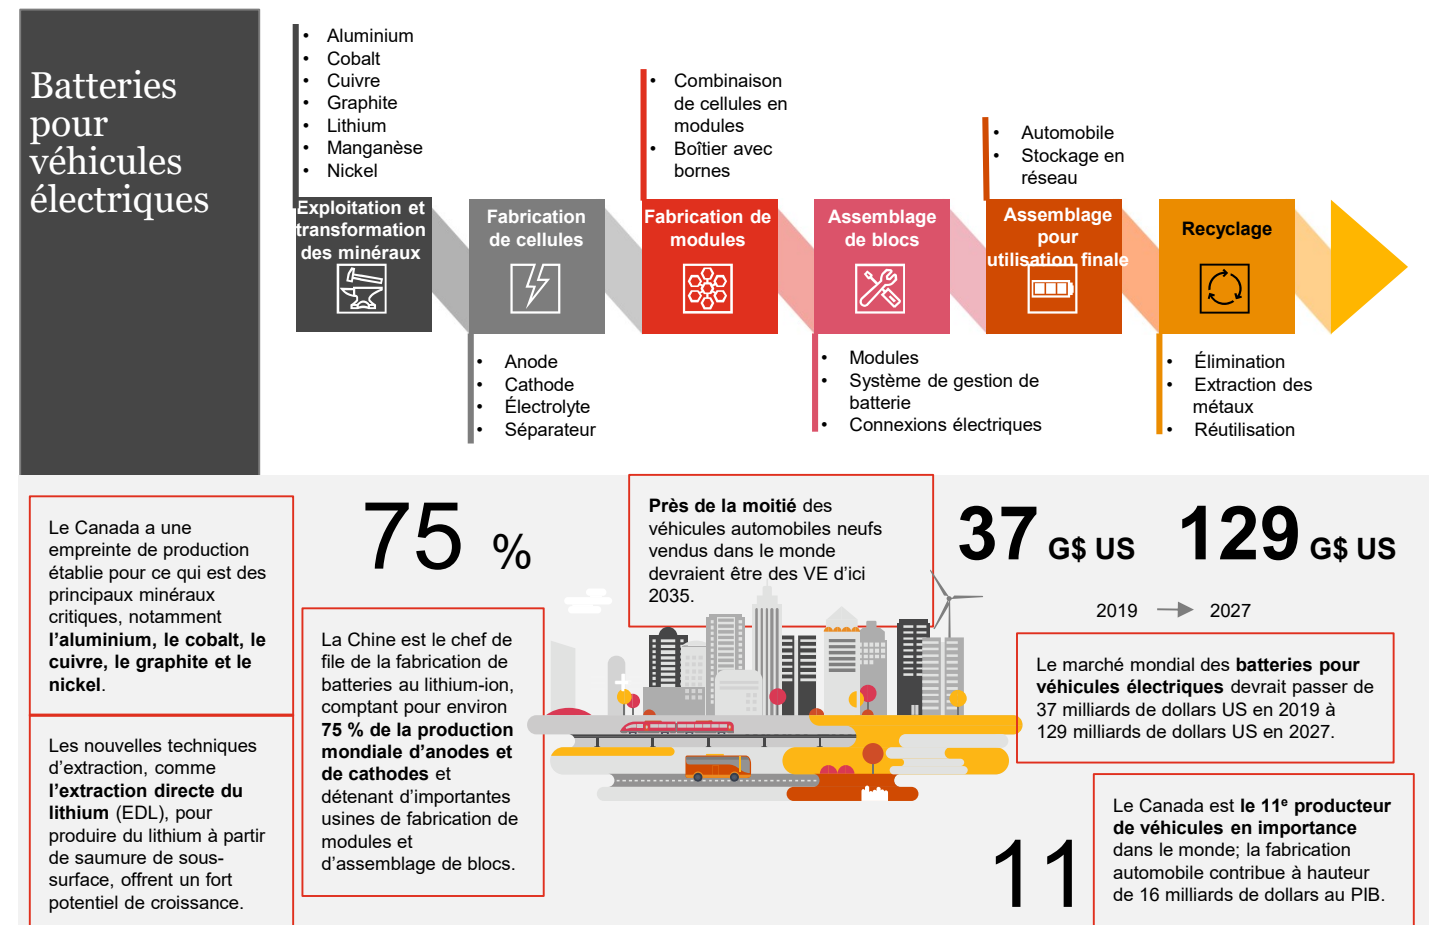 Batteries
pour
véhicules
électriques
• Aluminium
• Cobalt
• Cuivre
• Graphite
• Lithium
• Manganèse
• Nickel
Exploitation et
transformation
des minéraux
Fabrication
de cellules
• Anode
• Cathode
• Électrolyte
• Séparateur
• Combinaison
de cellules en
modules
• Boîtier avec
bornes
Fabrication de
modules
Assemblage
de blocs
• Modules
• Système de gestion de
batterie
• Connexions électriques
• Automobile
• Stockage en
réseau
Assemblage
pour
utilisation finale
Recyclage
• Élimination
• Extraction des
métaux
• Réutilisation
Le Canada a une
empreinte de production
établie pour ce qui est des
principaux minéraux
critiques, notamment
l'aluminium, le cobalt, le
cuivre, le graphite et le
nickel.
Les nouvelles techniques
d'extraction, comme
l'extraction directe du
lithium (EDL), pour
produire du lithium à partir
de saumure de sous-
surface, offrent un fort
potentiel de croissance.
75 %
La Chine est le chef de
file de la fabrication de
batteries au lithium-ion,
comptant pour environ
75 % de la production
mondiale d'anodes et
de cathodes et
détenant d'importantes
usines de fabrication de
modules et
d'assemblage de blocs.
Près de la moitié des
véhicules automobiles neufs
vendus dans le monde
devraient être des VE d'ici
2035.
37 G$ US 129 G$ US
2019 2027
Le marché mondial des batteries pour
véhicules électriques devrait passer de
37 milliards de dollars US en 2019 à
129 milliards de dollars US en 2027.
11
Le Canada est le 11e producteur
de véhicules en importance
dans le monde; la fabrication
automobile contribue à hauteur
de 16 milliards de dollars au PIB.